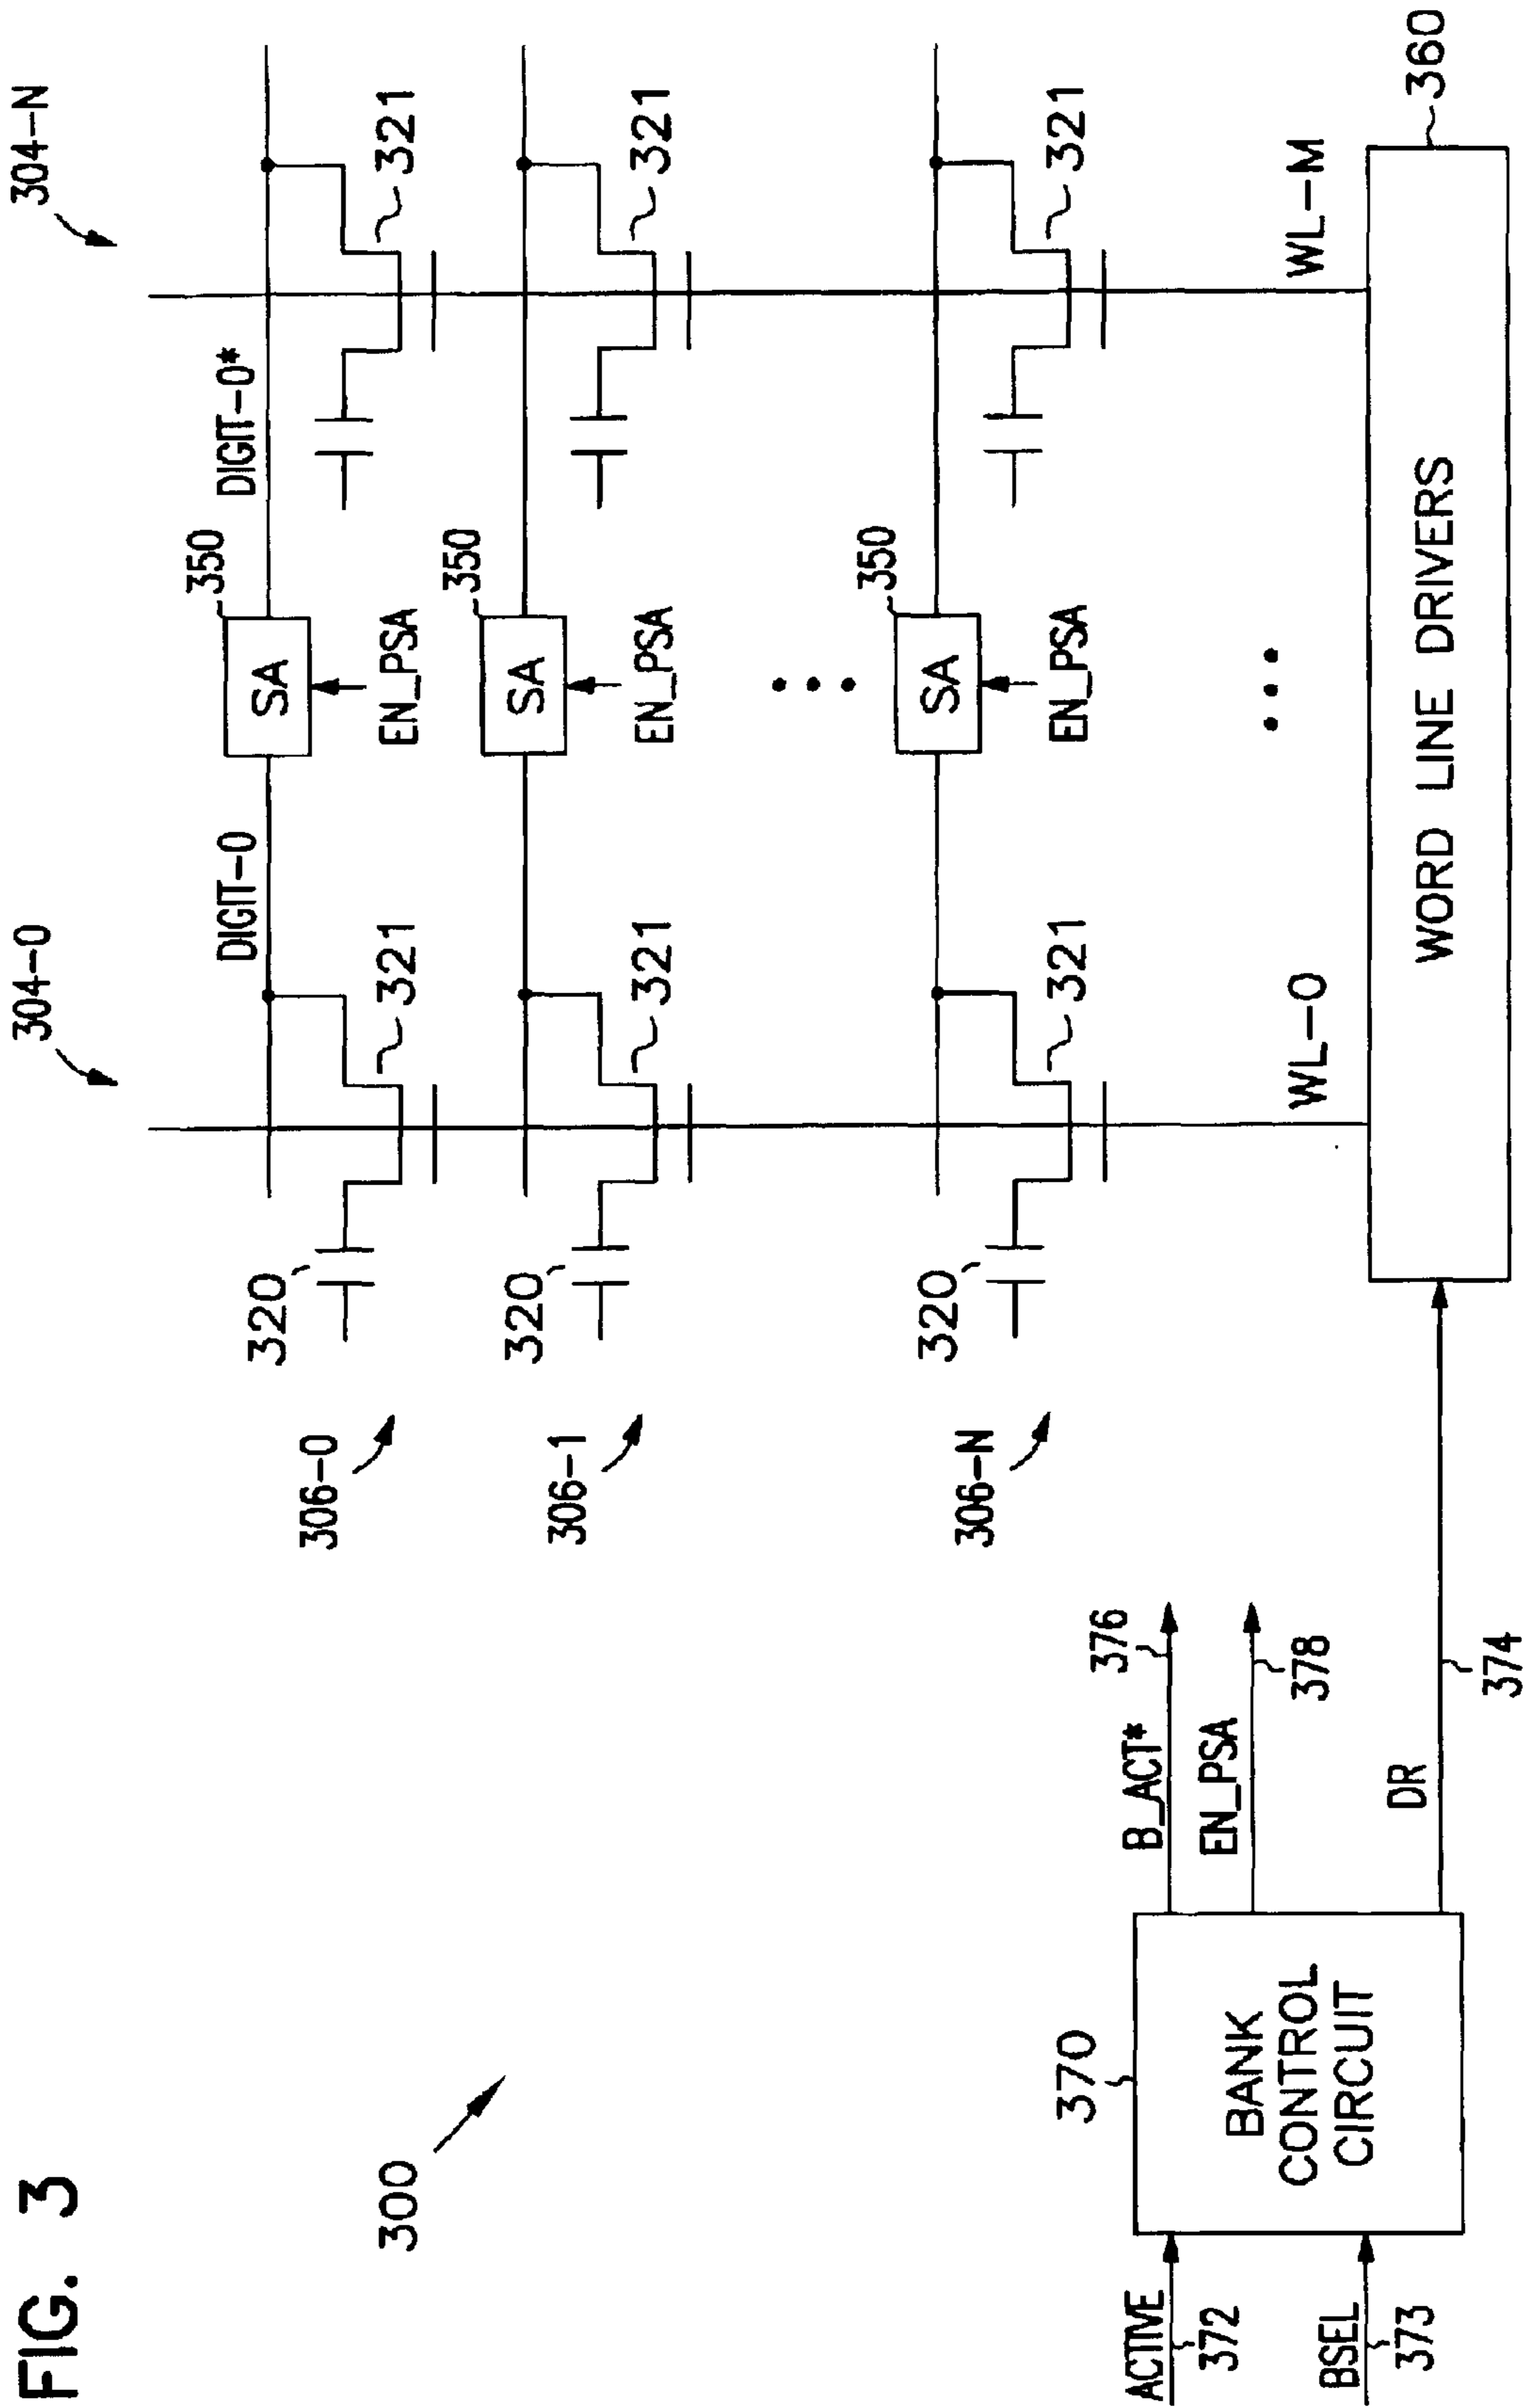 FIG. 3
300
304-0
304-N
DIGIT-0
350
DIGIT-0*
SA
EN_PSA
320
321
321
306-0
350
SA
EN_PSA
320
321
321
306-1
350
SA
EN_PSA
320
321
321
306-N
WL-0
WL-M
WORD LINE DRIVERS
360
370
BANK
CONTROL
CIRCUIT
ACTIVE
372
BSEL
373
B_ACT*
376
EN_PSA
378
DR
374